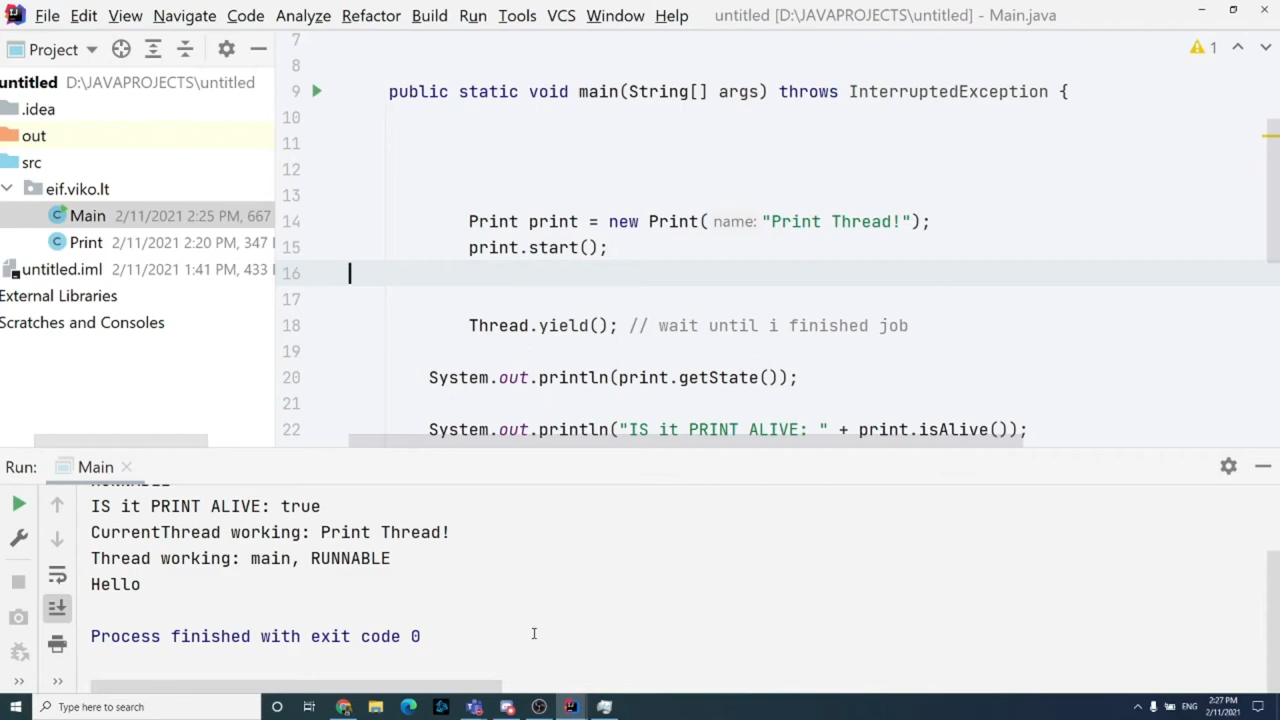 File Edit View Navigate Code Analyze Refactor Build Run Tools VCS Window Help untitled [D:\JAVAPROJECTS\untitled] - Main.java
Project
untitled D:\JAVAPROJECTS\untitled
.idea
out
src
eif.viko.lt
Main 2/11/2021 2:25 PM, 667
Print 2/11/2021 2:20 PM, 347
untitled.iml 2/11/2021 1:41 PM, 433
External Libraries
Scratches and Consoles
1
7
8
9 public static void main(String[] args) throws InterruptedException {
10
11
12
13
14 Print print = new Print( name: "Print Thread!");
15 print.start();
16
17
18 Thread.yield(); // wait until i finished job
19
20 System.out.println(print.getState());
21
22 System.out.println("IS it PRINT ALIVE: " + print.isAlive());
Run: Main
RUNNABLE
IS it PRINT ALIVE: true
CurrentThread working: Print Thread!
Thread working: main, RUNNABLE
Hello
Process finished with exit code 0
Type here to search
ENG
2:27 PM
2/11/2021